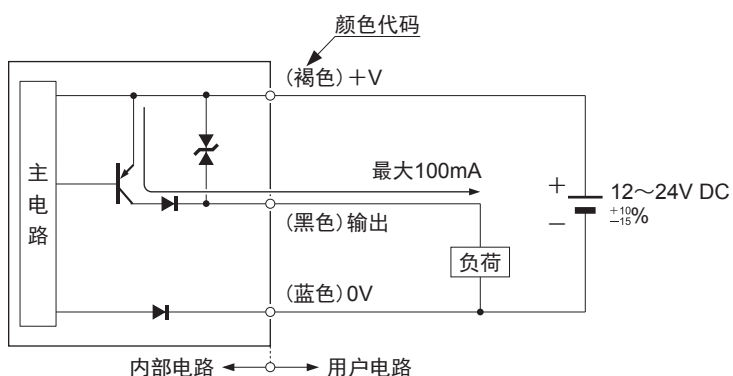 颜色代码
(褐色)＋V
主电路
最大100mA
(黑色)输出
负荷
＋
－
12～24V DC
+10
−15%
(蓝色)0V
内部电路
用户电路